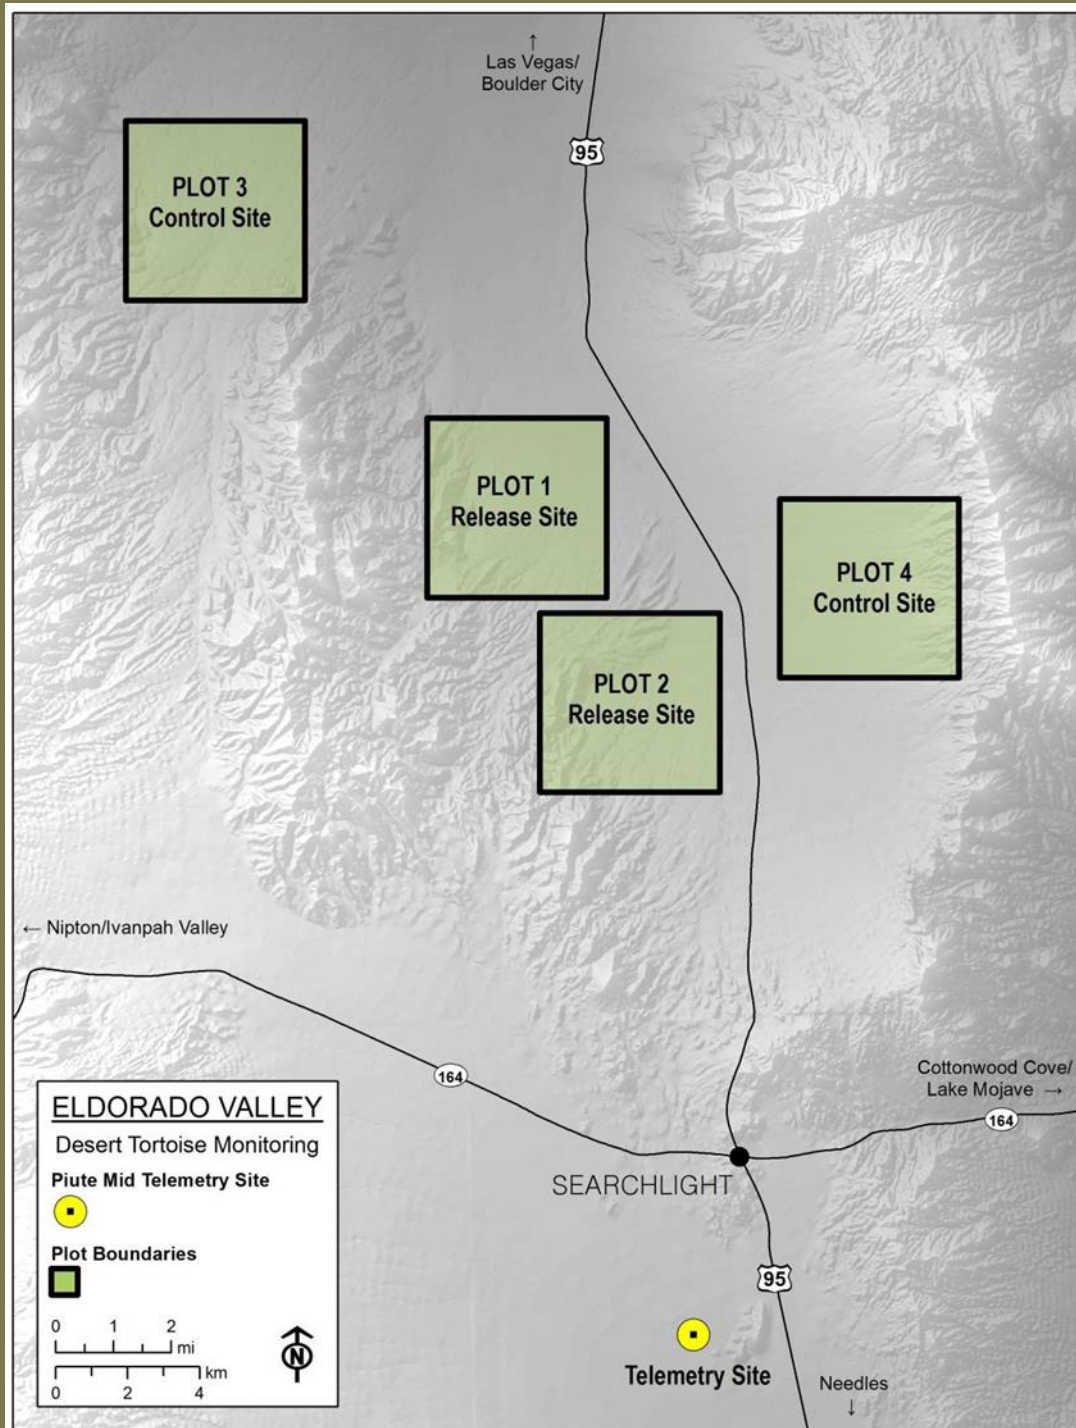 ↑
Las Vegas/
Boulder City
95
PLOT 3
Control Site
PLOT 1
Release Site
PLOT 4
Control Site
PLOT 2
Release Site
← Nipton/Ivanpah Valley
164
Cottonwood Cove/
Lake Mojave →
164
SEARCHLIGHT
95
Telemetry Site
Needles
↓
ELDORADO VALLEY
Desert Tortoise Monitoring
Piute Mid Telemetry Site
Plot Boundaries
0 1 2
mi
km
0 2 4
N